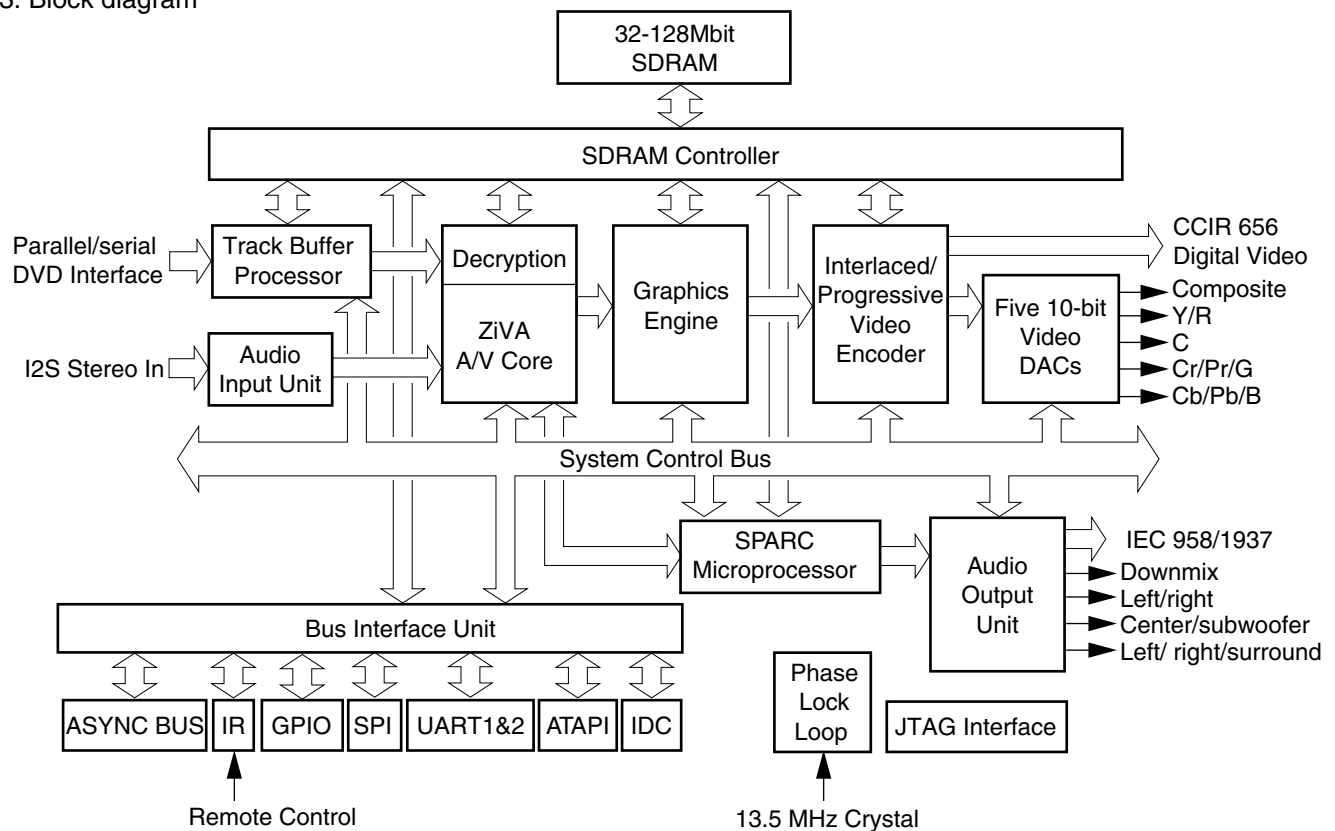 3. Block diagram
32-128Mbit
SDRAM
SDRAM Controller
Parallel/serial
DVD Interface
Track Buffer
Processor
Decryption
ZiVA
A/V Core
Graphics
Engine
Interlaced/
Progressive
Video
Encoder
CCIR 656
Digital Video
Five 10-bit
Video
DACs
Composite
Y/R
C
Cr/Pr/G
Cb/Pb/B
I2S Stereo In
Audio
Input Unit
System Control Bus
SPARC
Microprocessor
Audio
Output
Unit
IEC 958/1937
Downmix
Left/right
Center/subwoofer
Left/ right/surround
Bus Interface Unit
ASYNC BUS
IR
GPIO
SPI
UART1&2
ATAPI
IDC
Phase
Lock
Loop
JTAG Interface
Remote Control
13.5 MHz Crystal